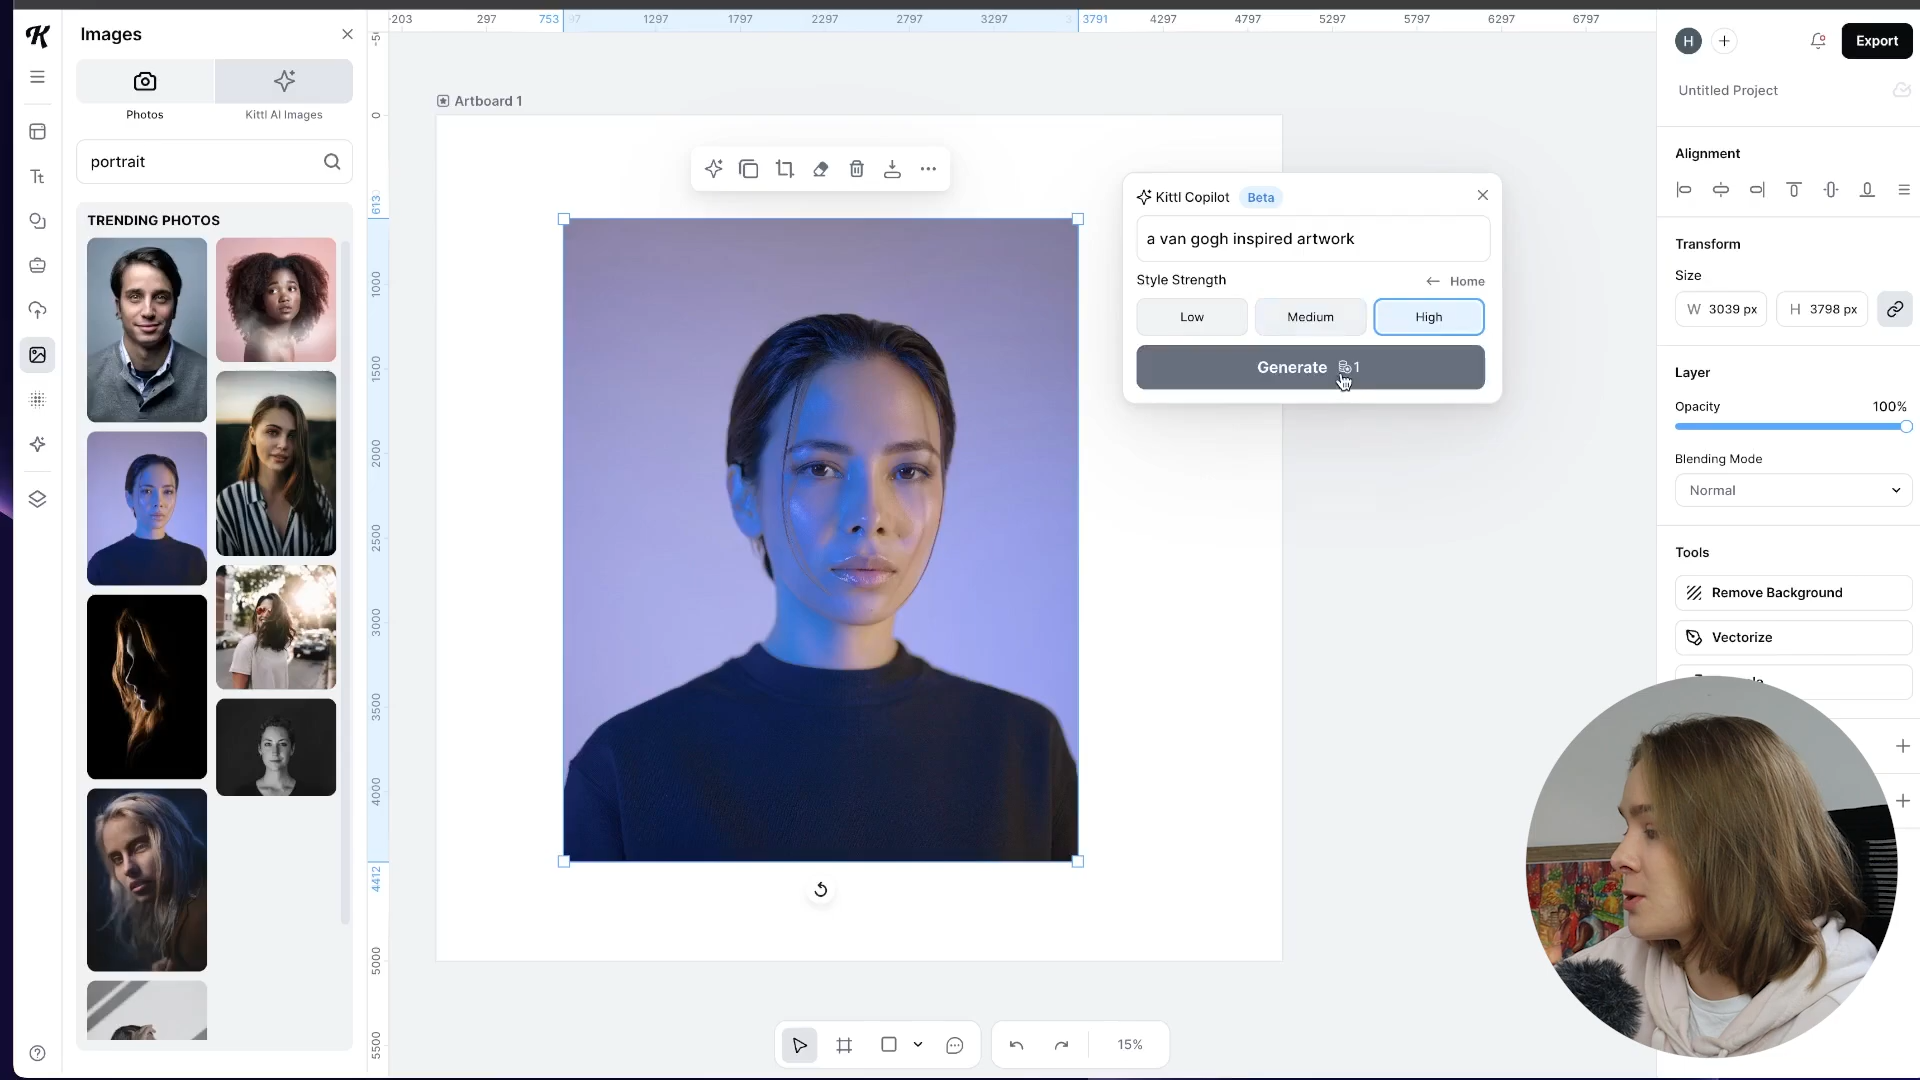 Images
Photos
Kittl AI Images
portrait
TRENDING PHOTOS
-203 297 753 1297 1797 2297 2797 3297 3791 4297 4797 5297 5797 6297 6797
0
613
1000
1500
2000
2500
3000
3500
4000
4412
5000
5500
Artboard 1
Kittl Copilot Beta
a van gogh inspired artwork
Style Strength
← Home
Low
Medium
High
Generate 1
15%
H
Export
Untitled Project
Alignment
Transform
Size
W 3039 px
H 3798 px
Layer
Opacity 100%
Blending Mode
Normal
Tools
Remove Background
Vectorize